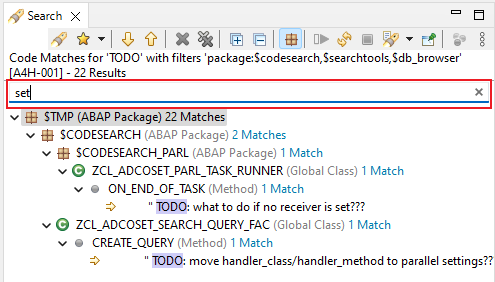 Search
Code Matches for 'TODO' with filters 'package:$codesearch,$searchtools,$db_browser'
[A4H-001] - 22 Results
set
$TMP (ABAP Package) 22 Matches
$CODESEARCH (ABAP Package) 2 Matches
$CODESEARCH_PARL (ABAP Package) 1 Match
ZCL_ADCOSET_PARL_TASK_RUNNER (Global Class) 1 Match
ON_END_OF_TASK (Method) 1 Match
" TODO: what to do if no receiver is set???
ZCL_ADCOSET_SEARCH_QUERY_FAC (Global Class) 1 Match
CREATE_QUERY (Method) 1 Match
" TODO: move handler_class/handler_method to parallel settings??